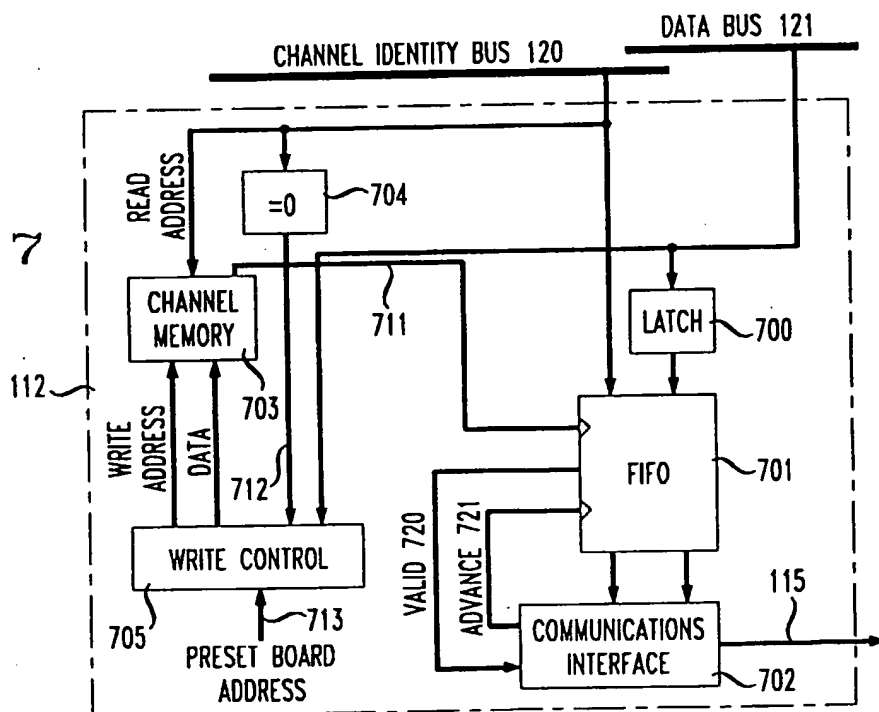 DATA BUS 121
CHANNEL IDENTITY BUS 120
READ
ADDRESS
=0
704
7
CHANNEL
MEMORY
703
711
LATCH
700
112
WRITE
ADDRESS
DATA
712
FIFO
701
VALID 720
ADVANCE 721
WRITE CONTROL
705
713
PRESET BOARD
ADDRESS
COMMUNICATIONS
INTERFACE
702
115